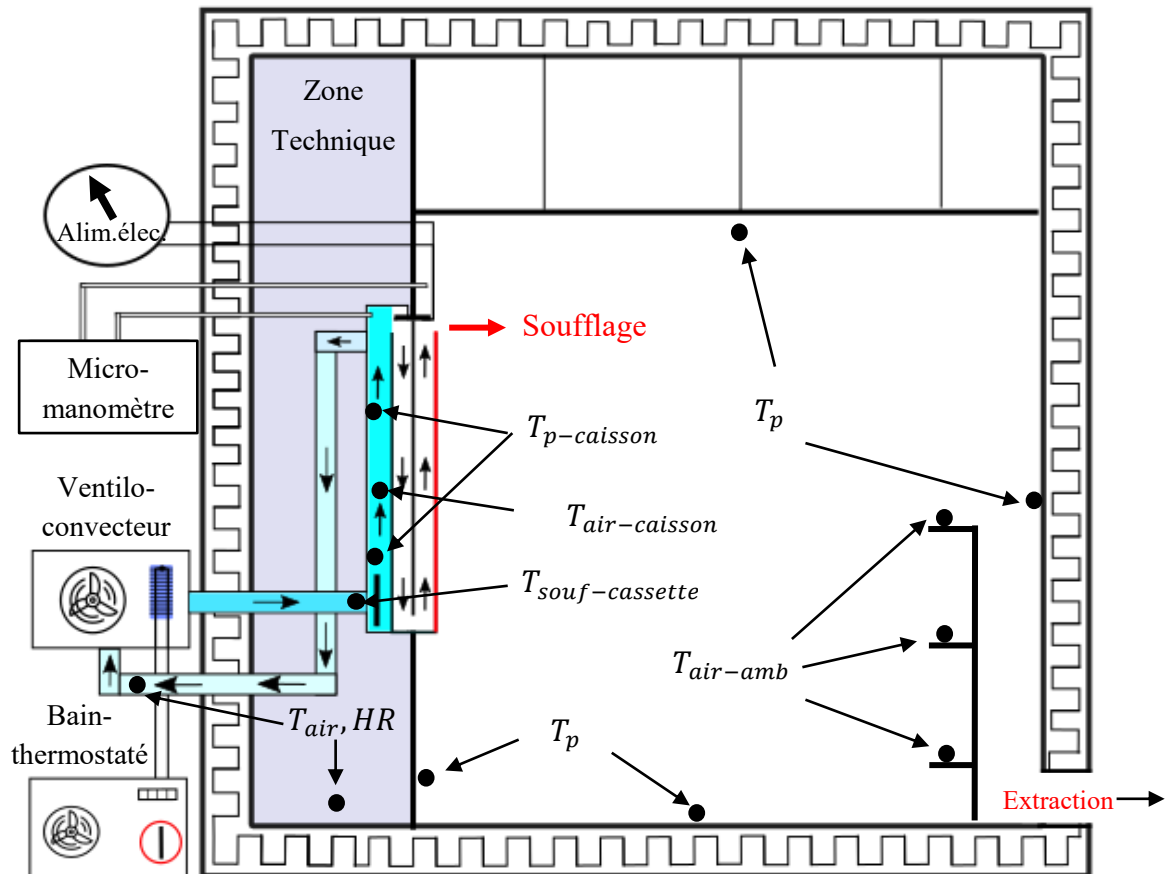 Zone
Technique
Alim.élec.
Soufflage
Micro-
manomètre
T_{p-caisson}
T_p
Ventilo-
convecteur
T_{air-caisson}
T_{souf-cassette}
T_{air-amb}
Bain-
thermostaté
T_{air}, HR
T_p
Extraction